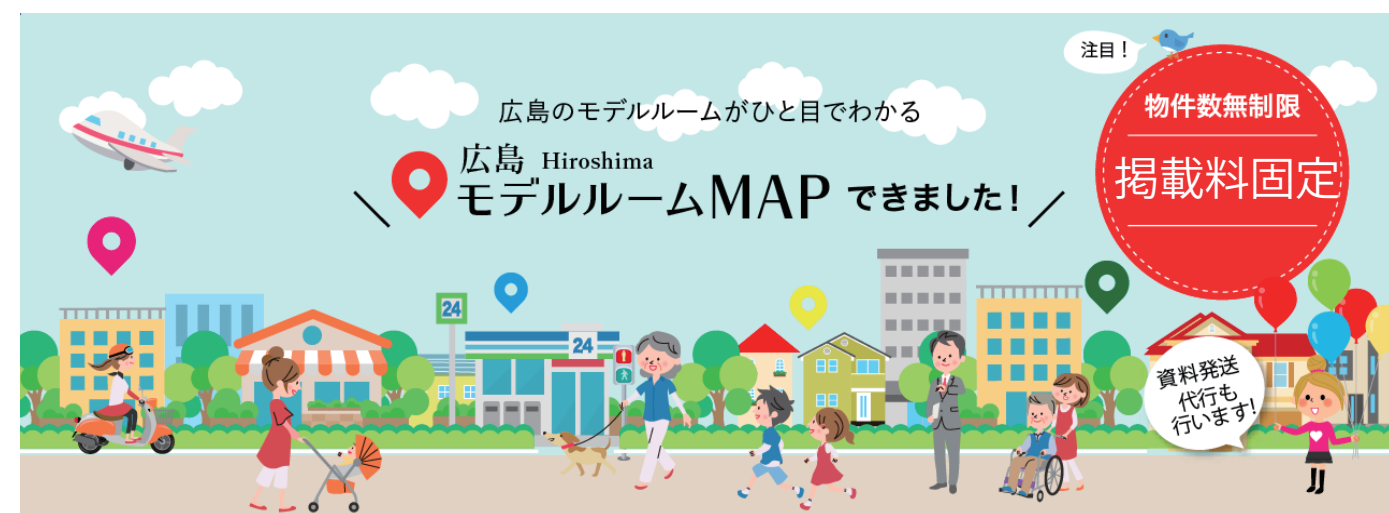 広島のモデルルームがひと目でわかる
広島 Hiroshima
モデルルームMAP できました!
注目!
物件数無制限
掲載料固定
24
24
資料発送
代行も
行います!